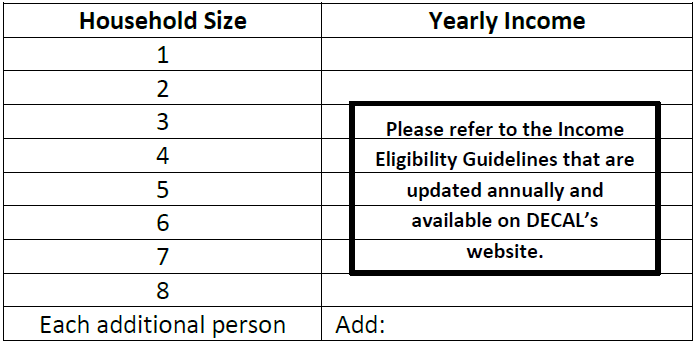 Household Size Yearly Income
1
2
3
4
5
6
7
8
Please refer to the Income
Eligibility Guidelines that are
updated annually and
available on DECAL's
website.
Each additional person Add: